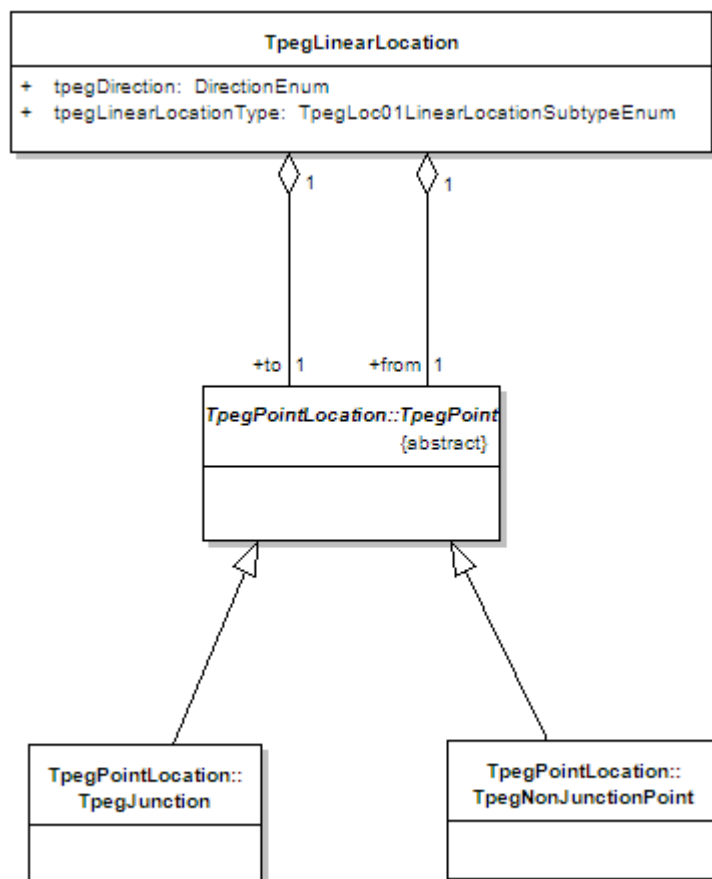 TpegLinearLocation
+ tpegDirection: DirectionEnum
+ tpegLinearLocationType: TpegLoc01LinearLocationSubtypeEnum
1 1
+to 1 +from 1
TpegPointLocation::TpegPoint
{abstract}
TpegPointLocation::
TpegJunction
TpegPointLocation::
TpegNonJunctionPoint